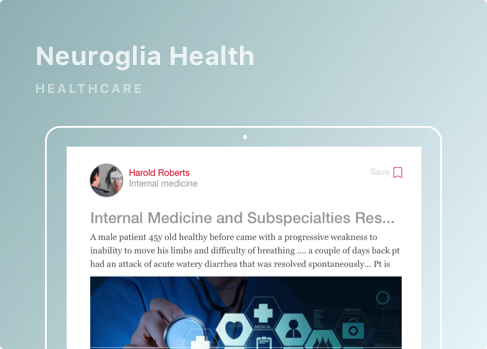 Neuroglia Health
HEALTHCARE
Harold Roberts
Internal medicine
Save
Internal Medicine and Subspecialties Res...
A male patient 45y old healthy before came with a progressive weakness to
inability to move his limbs and difficulty of breathing .... a couple of days back pt
had an attack of acute watery diarrhea that was resolved spontaneously... Pt is
MEDICAL